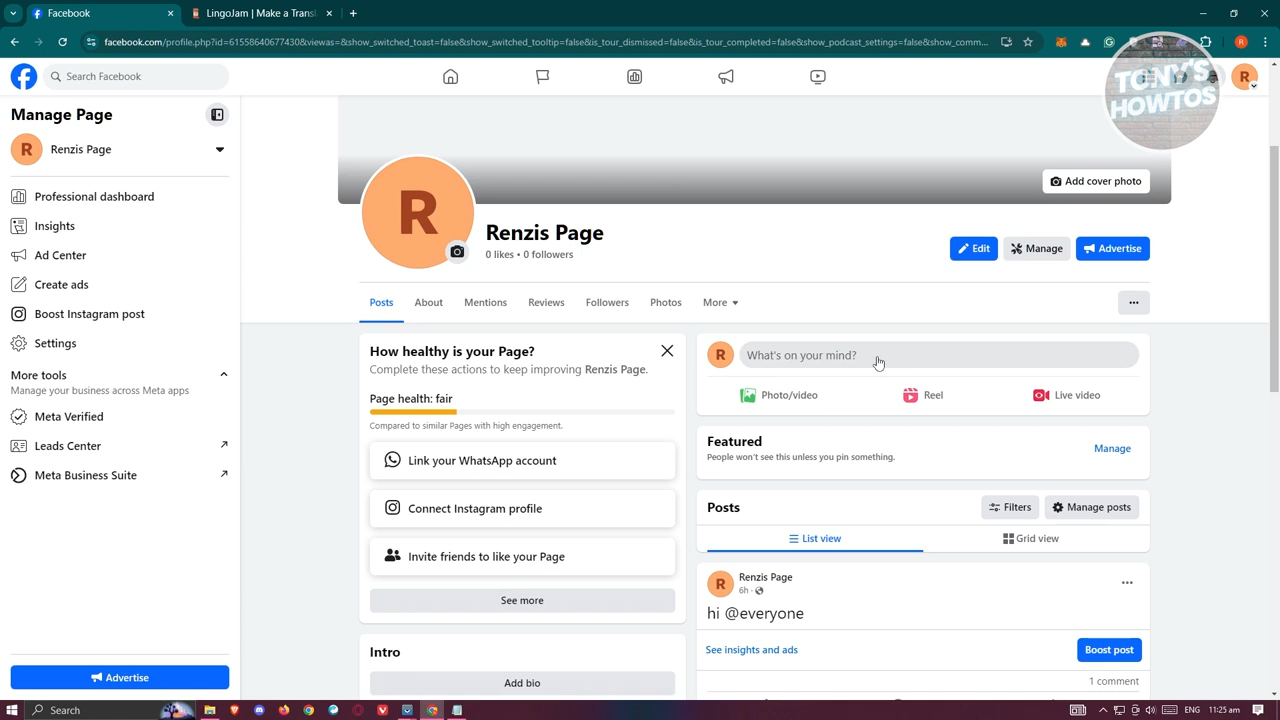 Facebook
LingoJam | Make a Transl
facebook.com/profile.php?id=61558640677430&viewas=&show_switched_toast=false&show_switched_tooltip=false&is_tour_dismissed=false&is_tour_completed=false&show_podcast_settings=false&show_comm...
R
Search Facebook
TONY'S
HOWTOS
R
Manage Page
R Renzis Page
Professional dashboard
Insights
Ad Center
Create ads
Boost Instagram post
Settings
More tools
Manage your business across Meta apps
Meta Verified
Leads Center
Meta Business Suite
Advertise
Add cover photo
R
Renzis Page
0 likes • 0 followers
Edit
Manage
Advertise
Posts
About
Mentions
Reviews
Followers
Photos
More
...
How healthy is your Page?
Complete these actions to keep improving Renzis Page.
Page health: fair
Compared to similar Pages with high engagement.
Link your WhatsApp account
Connect Instagram profile
Invite friends to like your Page
See more
Intro
Add bio
R What's on your mind?
Photo/video
Reel
Live video
Featured
Manage
People won't see this unless you pin something.
Posts
Filters
Manage posts
List view
Grid view
R Renzis Page
6h ·
hi @everyone
See insights and ads
Boost post
1 comment
Search
ENG
11:25 am